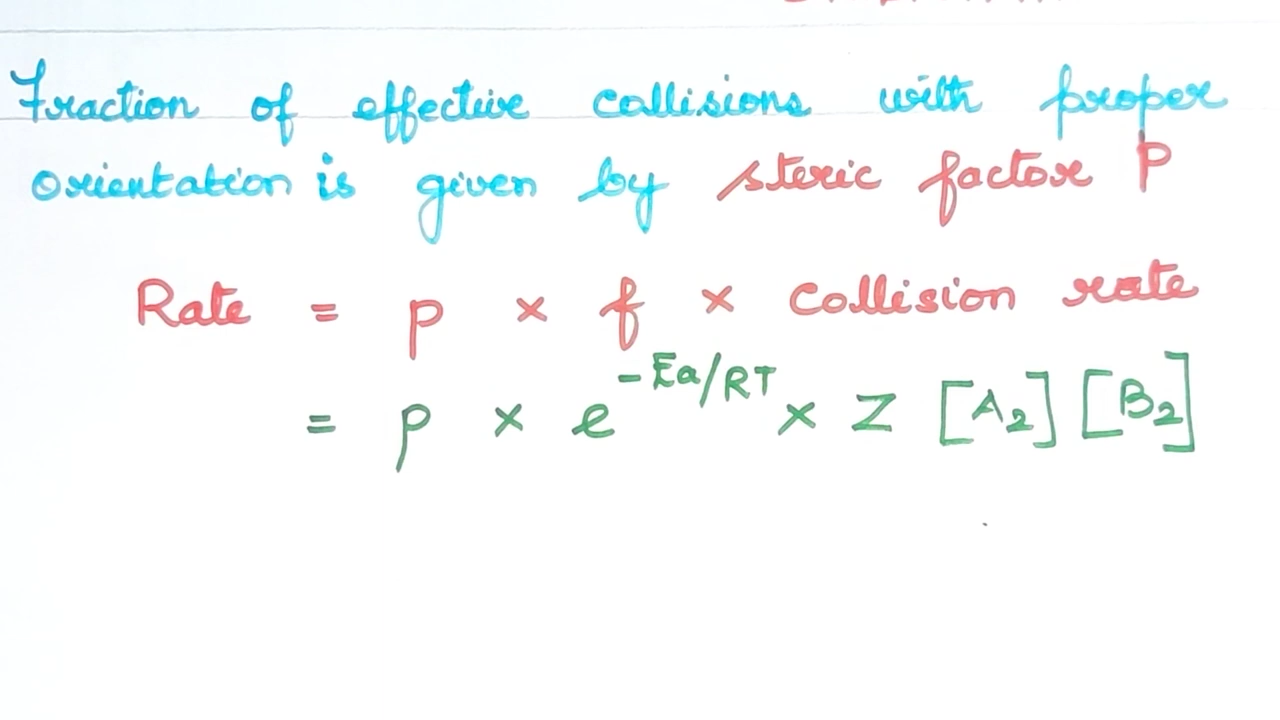 Fraction of effective collisions with proper
orientation is given by steric factor P
Rate = p × f × Collision rate
= p × e^-Ea/RT × Z [A₂] [B₂]